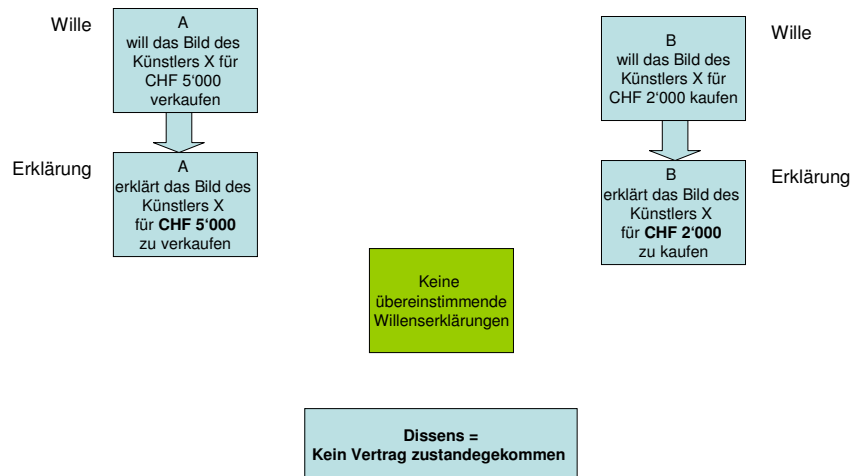 Wille
A
will das Bild des
Künstlers X für
CHF 5‘000
verkaufen
B
will das Bild des
Künstlers X für
CHF 2‘000 kaufen
Wille
Erklärung
A
erklärt das Bild des
Künstlers X
für CHF 5‘000
zu verkaufen
B
erklärt das Bild des
Künstlers X
für CHF 2‘000
zu kaufen
Erklärung
Keine
übereinstimmende
Willenserklärungen
Dissens =
Kein Vertrag zustandegekommen